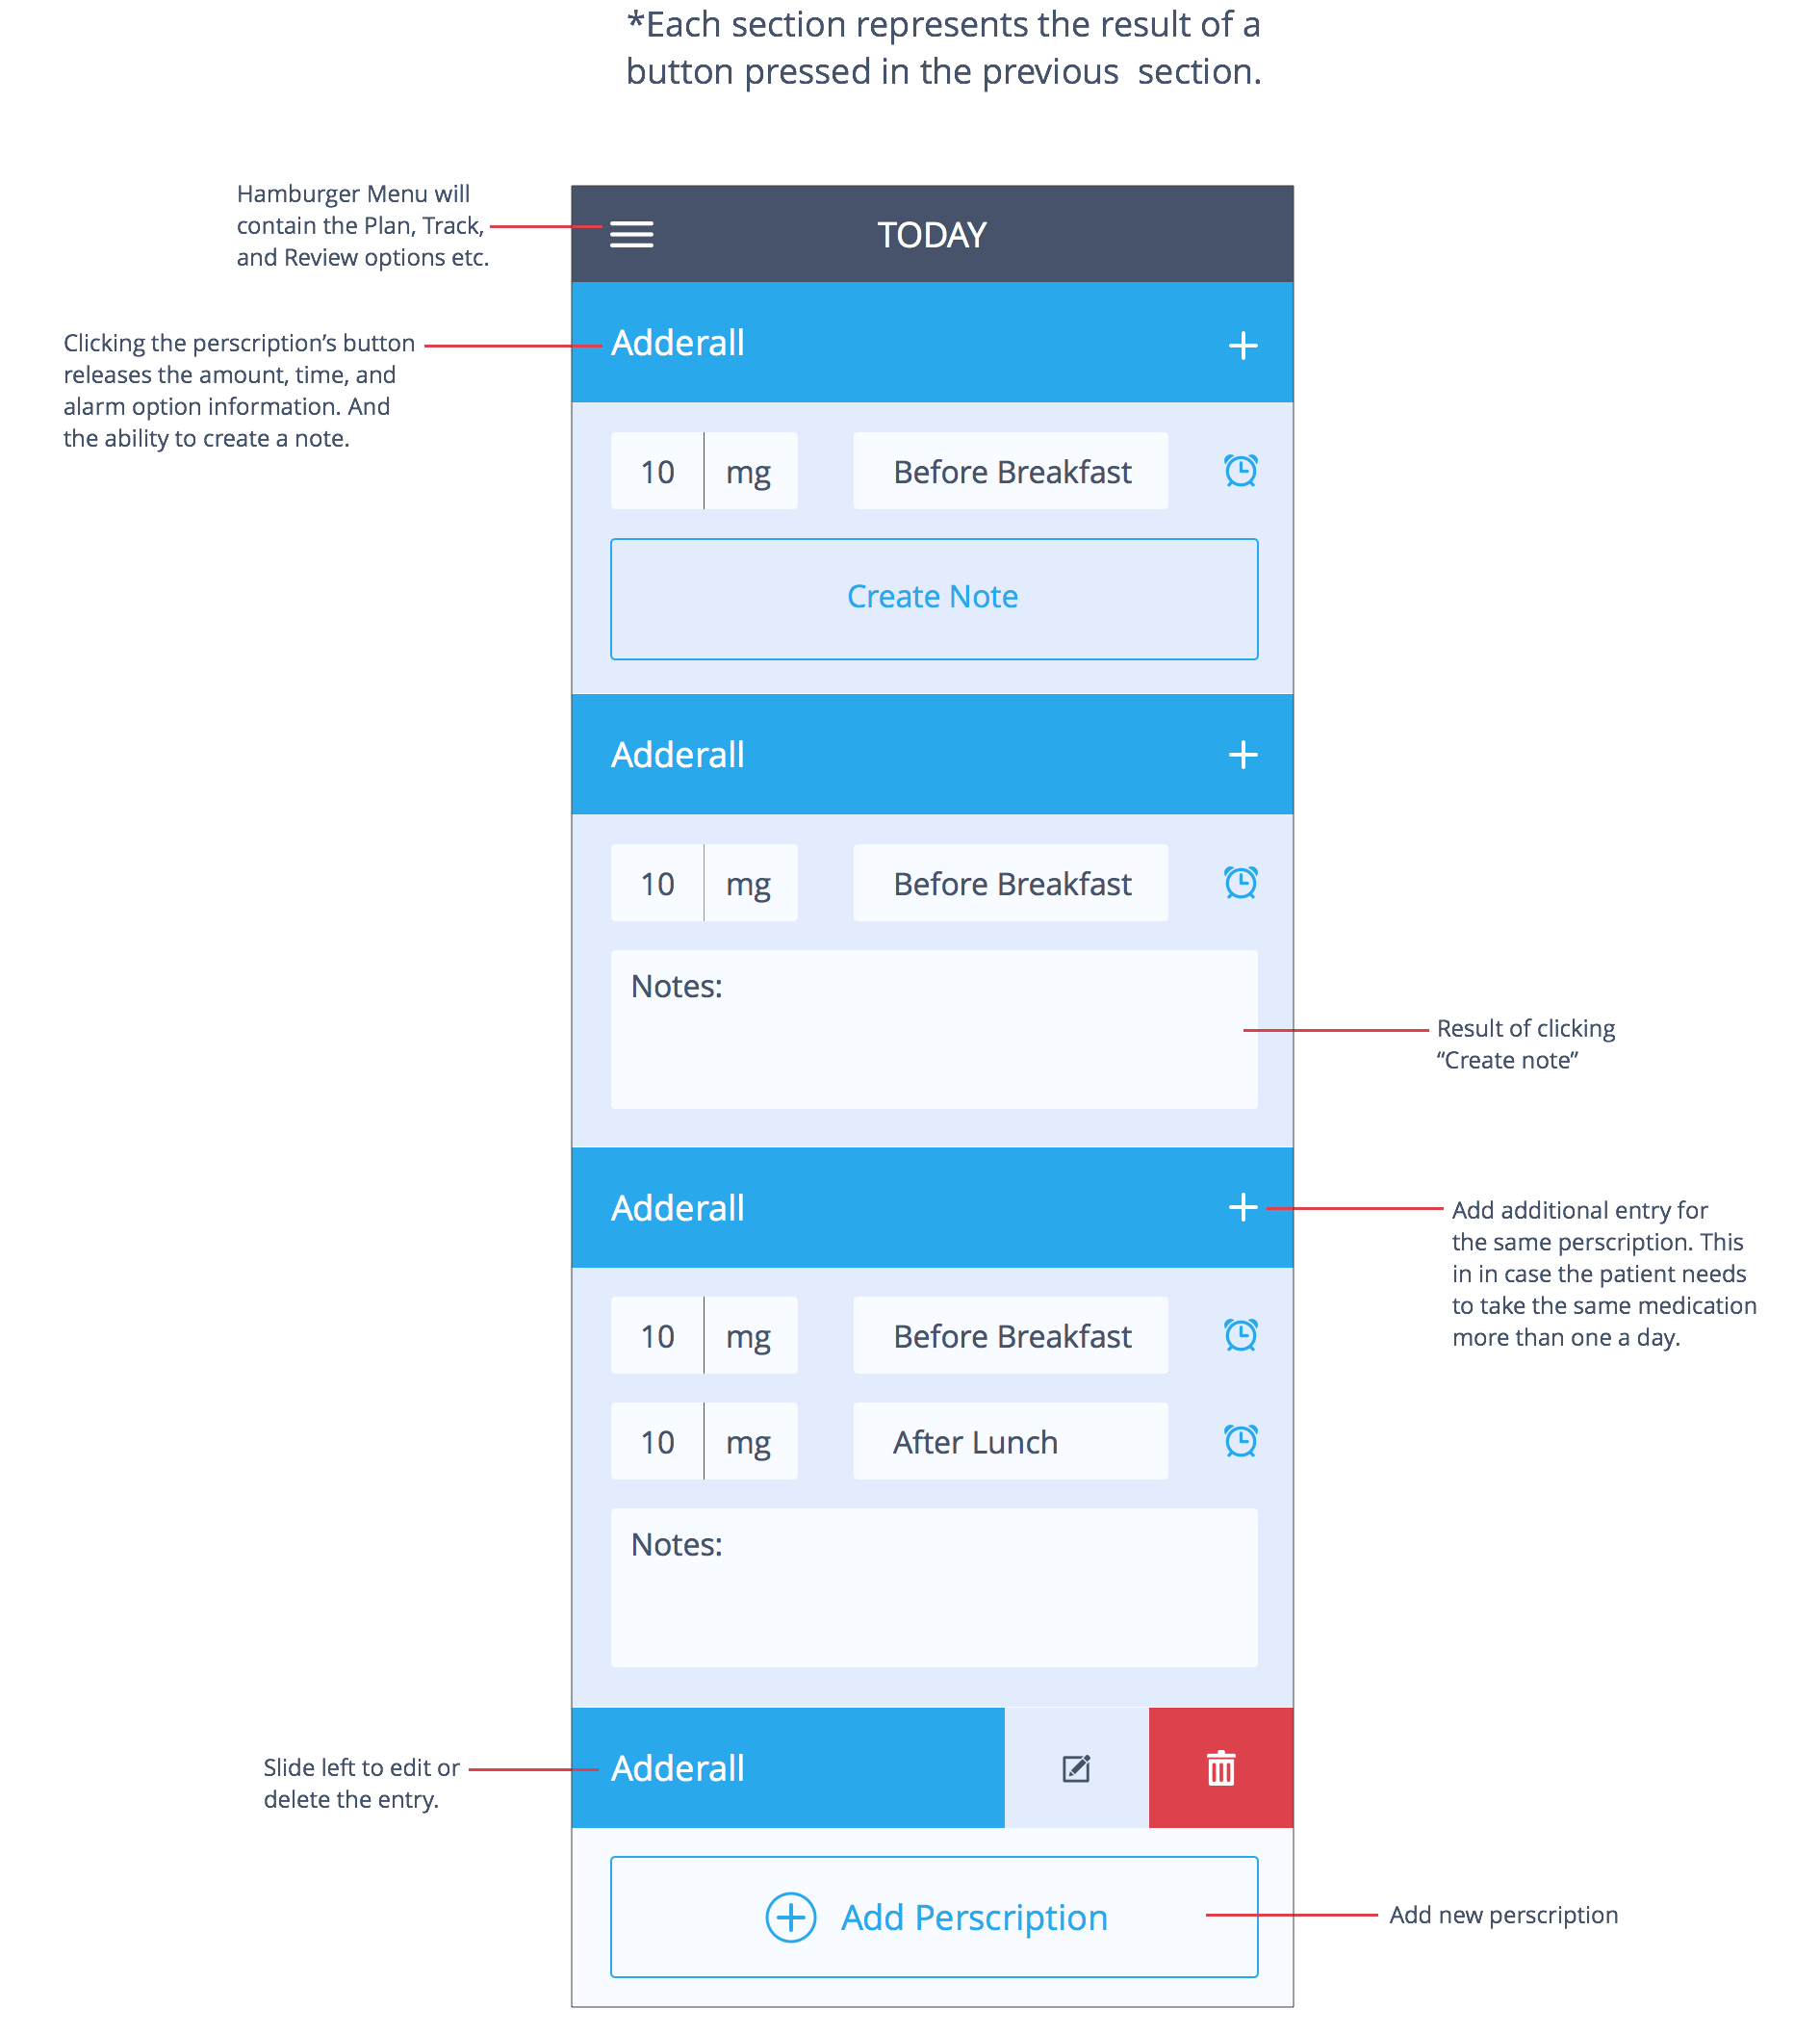 *Each section represents the result of a
button pressed in the previous section.
Hamburger Menu will
contain the Plan, Track,
and Review options etc.
TODAY
Clicking the perscription’s button
releases the amount, time, and
alarm option information. And
the ability to create a note.
Adderall
10 mg Before Breakfast
Create Note
Adderall
10 mg Before Breakfast
Notes:
Result of clicking
“Create note”
Adderall
Add additional entry for
the same perscription. This
in in case the patient needs
to take the same medication
more than one a day.
10 mg Before Breakfast
10 mg After Lunch
Notes:
Slide left to edit or
delete the entry.
Adderall
Add Perscription
Add new perscription